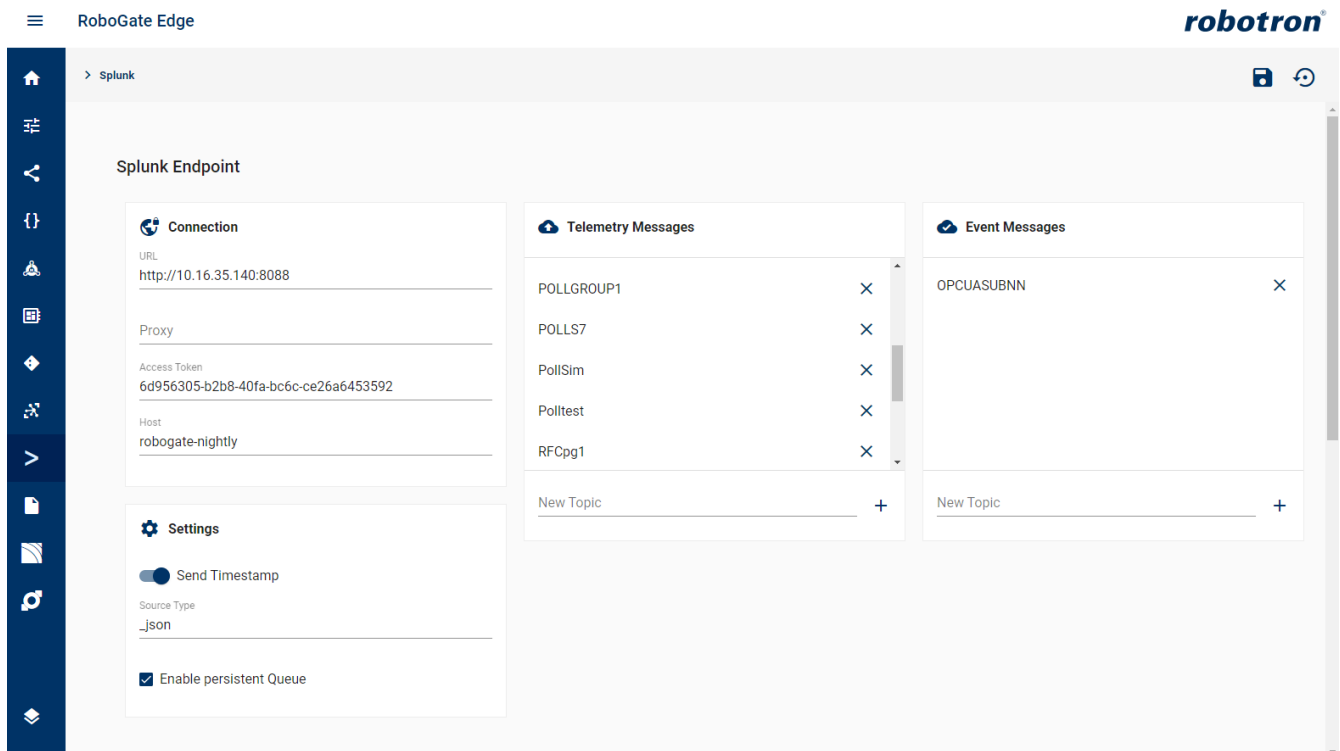 RoboGate Edge
robotron®
Splunk
Splunk Endpoint
Connection
URL
http://10.16.35.140:8088
Proxy
Access Token
6d956305-b2b8-40fa-bc6c-ce26a6453592
Host
robogate-nightly
Settings
Send Timestamp
Source Type
_json
Enable persistent Queue
Telemetry Messages
POLLGROUP1
POLLS7
PollSim
Polltest
RFCpg1
New Topic
Event Messages
OPCUASUBNN
New Topic